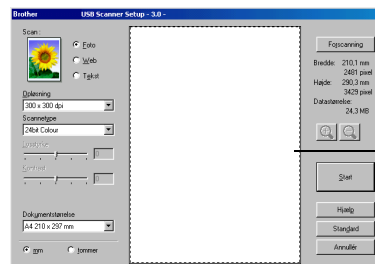 Brother USB Scanner Setup - 3.0 -
Scan:
Foto
Web
Tekst
Opløsning
300 x 300 dpi
Scannetype
24bit Colour
Lysstyrke
0
Kontrast
0
Dokumentstørrelse
A4 210 x 297 mm
mm
tommer
Forscanning
Bredde: 210,1 mm
2481 pixel
Højde: 290,3 mm
3429 pixel
Datastørrelse:
24,3 MB
Start
Hjælp
Standard
Annullér